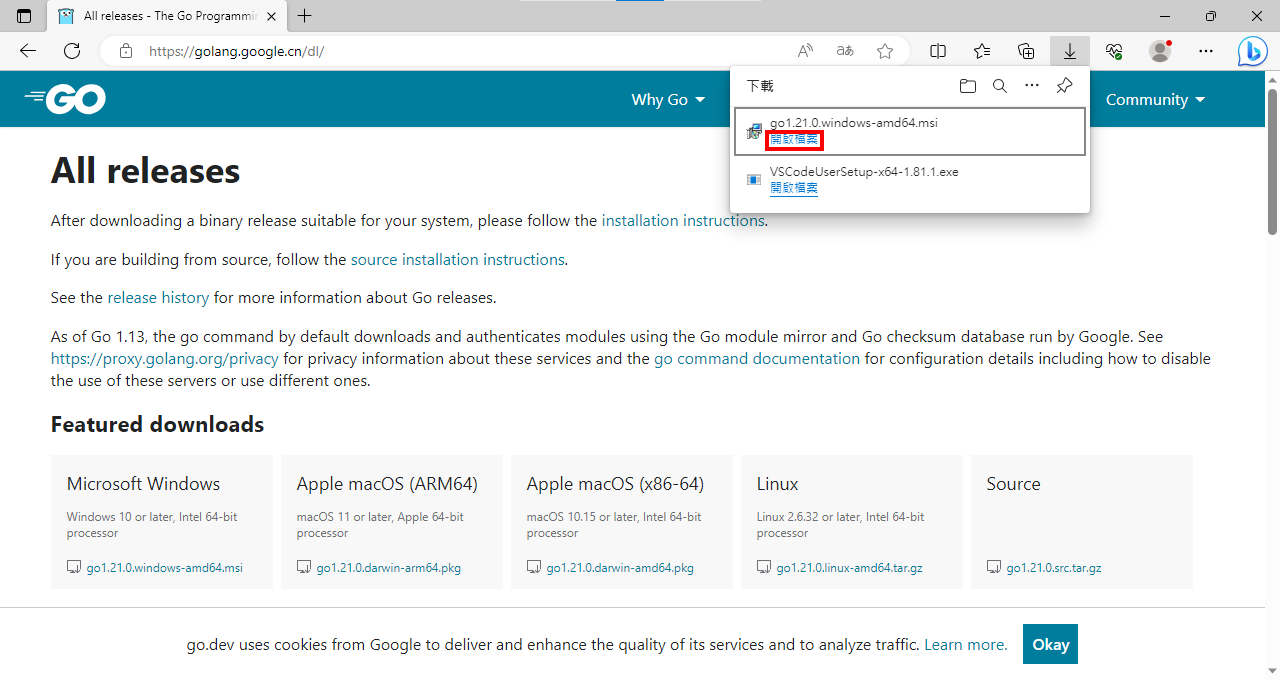 All releases - The Go Programmin
https://golang.google.cn/dl/
GO
Why Go
Community
下載
go1.21.0.windows-amd64.msi
開啟檔案
VSCodeUserSetup-x64-1.81.1.exe
開啟檔案
All releases
After downloading a binary release suitable for your system, please follow the installation instructions.
If you are building from source, follow the source installation instructions.
See the release history for more information about Go releases.
As of Go 1.13, the go command by default downloads and authenticates modules using the Go module mirror and Go checksum database run by Google. See
https://proxy.golang.org/privacy for privacy information about these services and the go command documentation for configuration details including how to disable
the use of these servers or use different ones.
Featured downloads
Microsoft Windows
Windows 10 or later, Intel 64-bit
processor
go1.21.0.windows-amd64.msi
Apple macOS (ARM64)
macOS 11 or later, Apple 64-bit
processor
go1.21.0.darwin-arm64.pkg
Apple macOS (x86-64)
macOS 10.15 or later, Intel 64-bit
processor
go1.21.0.darwin-amd64.pkg
Linux
Linux 2.6.32 or later, Intel 64-bit
processor
go1.21.0.linux-amd64.tar.gz
Source
go1.21.0.src.tar.gz
go.dev uses cookies from Google to deliver and enhance the quality of its services and to analyze traffic. Learn more.
Okay